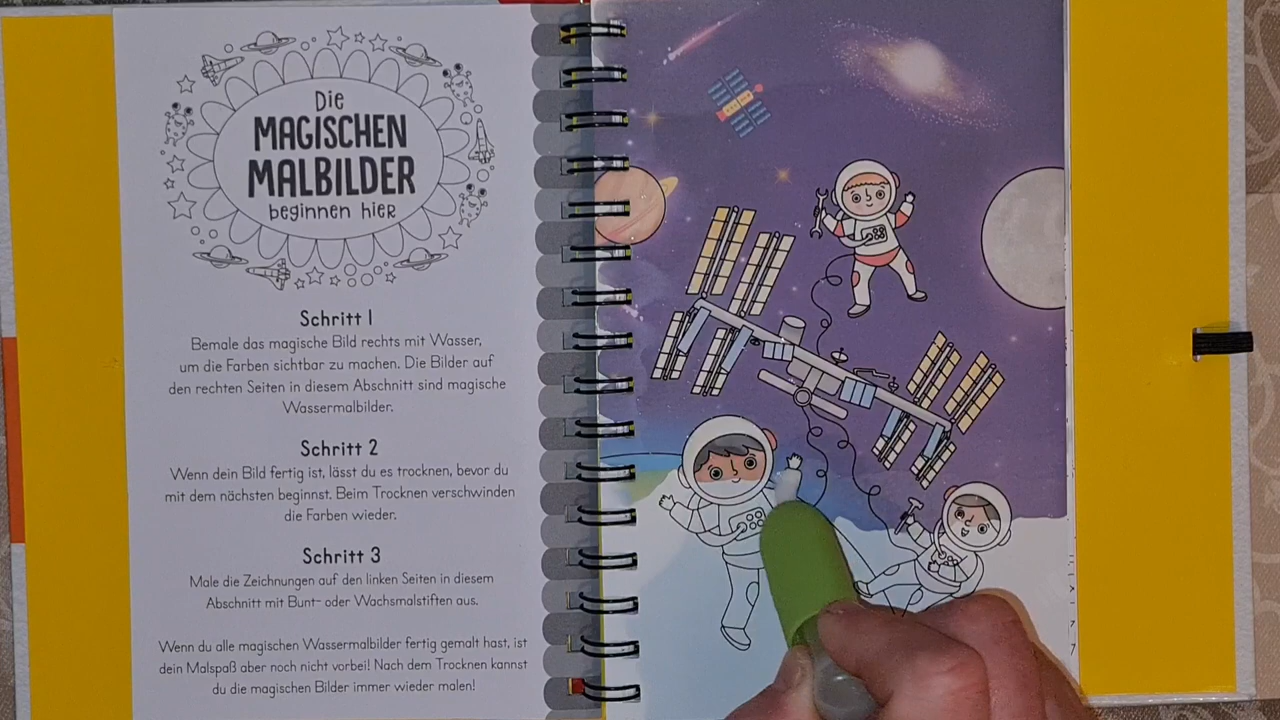 Die
MAGISCHEN
MALBILDER
beginnen hier
Schritt 1
Bemale das magische Bild rechts mit Wasser,
um die Farben sichtbar zu machen. Die Bilder auf
den rechten Seiten in diesem Abschnitt sind magische
Wassermalbilder.
Schritt 2
Wenn dein Bild fertig ist, lässt du es trocknen, bevor du
mit dem nächsten beginnst. Beim Trocknen verschwinden
die Farben wieder.
Schritt 3
Male die Zeichnungen auf den linken Seiten in diesem
Abschnitt mit Bunt- oder Wachsmalstiften aus.
Wenn du alle magischen Wassermalbilder fertig gemalt hast, ist
dein Malspaß aber noch nicht vorbei! Nach dem Trocknen kannst
du die magischen Bilder immer wieder malen!